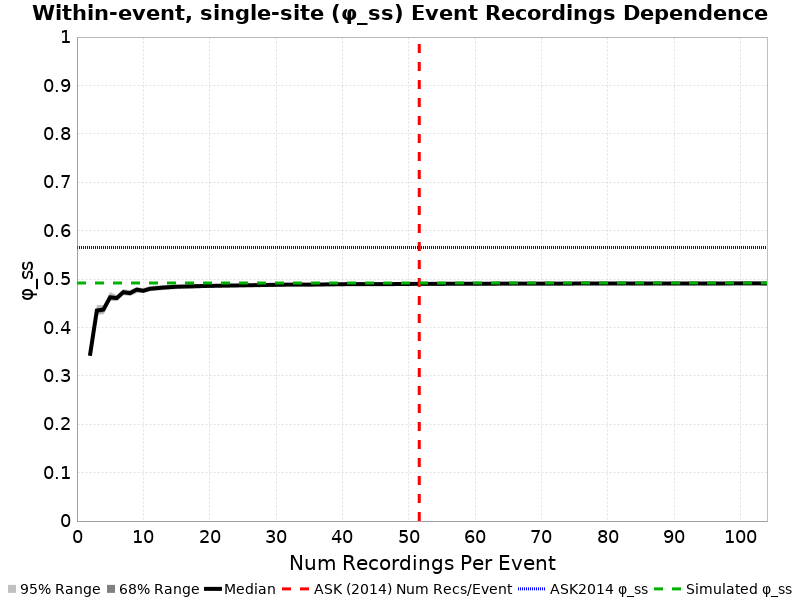 Within-event, single-site (φ_ss) Event Recordings Dependence
1
0.9
0.8
0.7
0.6
0.5
0.4
0.3
0.2
0.1
0
φ_ss
0 10 20 30 40 50 60 70 80 90 100
Num Recordings Per Event
95% Range 68% Range Median ASK (2014) Num Recs/Event ASK2014 φ_ss Simulated φ_ss